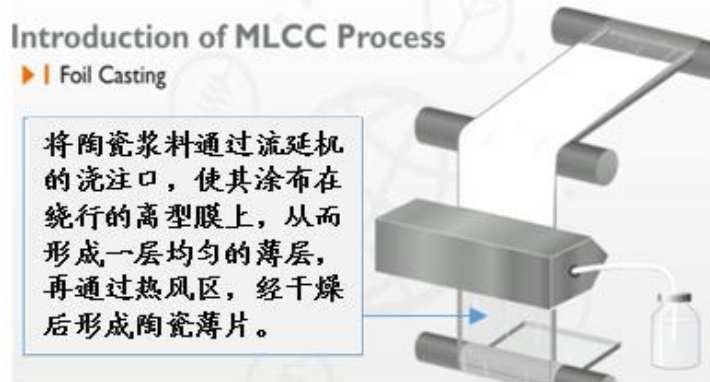 Introduction of MLCC Process
Foil Casting
将陶瓷浆料通过流延机
的浇注口，使其涂布在
绕行的离型膜上，从而
形成一层均匀的薄层，
再通过热风区，经干燥
后形成陶瓷薄片。